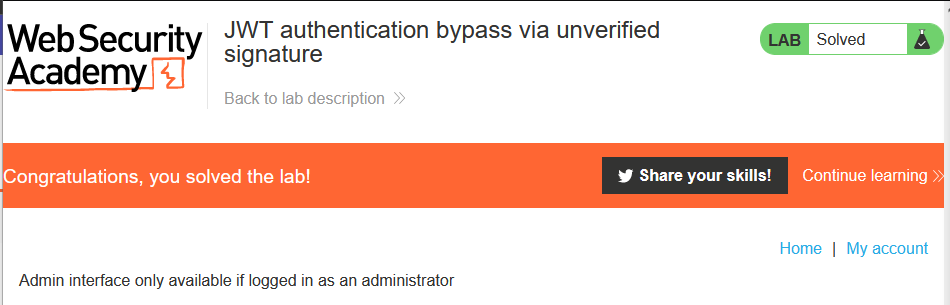 Web Security
Academy
JWT authentication bypass via unverified
signature
Back to lab description
LAB Solved
Congratulations, you solved the lab!
Share your skills!
Continue learning
Home | My account
Admin interface only available if logged in as an administrator